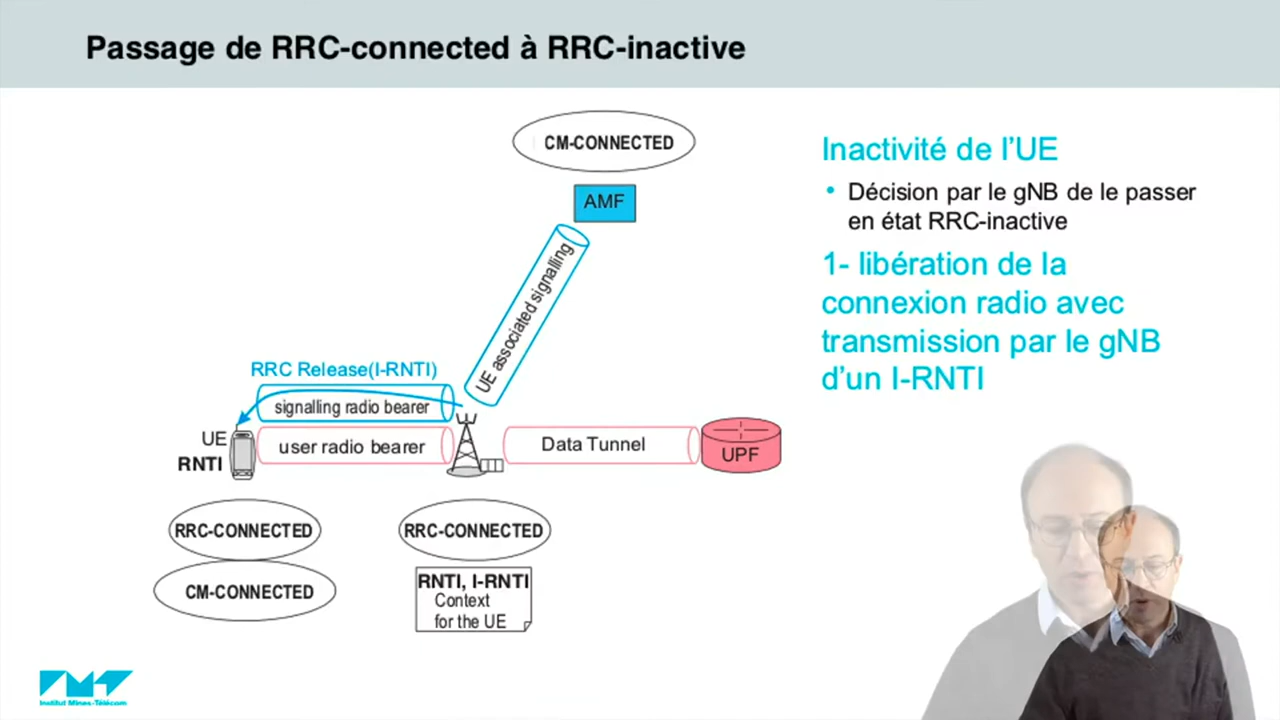 Passage de RRC-connected à RRC-inactive
CM-CONNECTED
AMF
UE associated signalling
RRC Release(I-RNTI)
signalling radio bearer
UE
RNTI
user radio bearer
Data Tunnel
UPF
RRC-CONNECTED
CM-CONNECTED
RRC-CONNECTED
RNTI, I-RNTI
Context
for the UE
Inactivité de l’UE
• Décision par le gNB de le passer
en état RRC-inactive
1- libération de la
connexion radio avec
transmission par le gNB
d’un I-RNTI
Institut Mines-Télécom